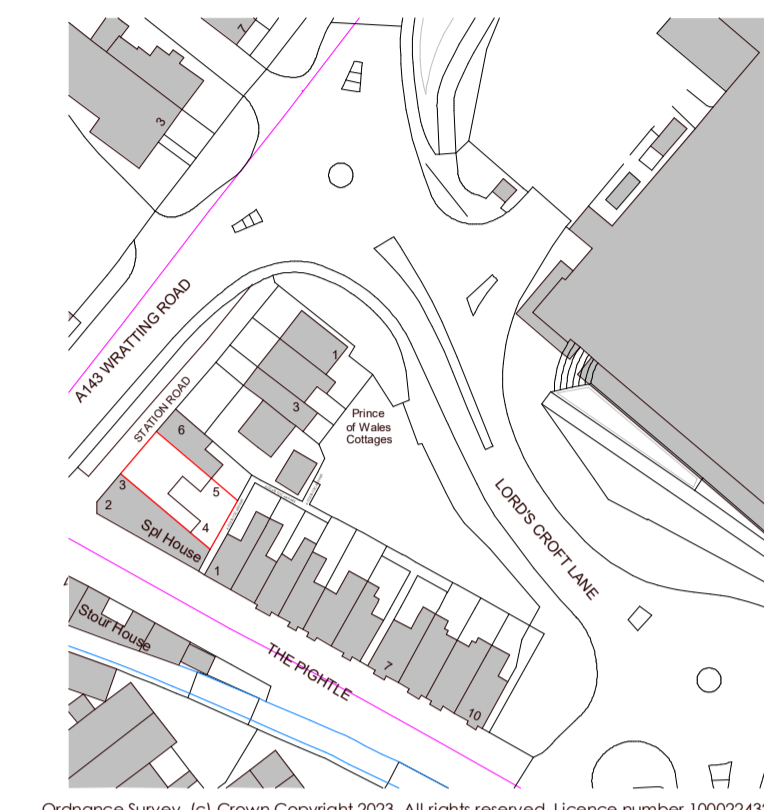 7
3
A143 WRATTING ROAD
STATION ROAD
1
3
Prince
of Wales
Cottages
6
5
3
2
4
Spl House
1
LORD'S CROFT LANE
Stour House
THE PIGHTLE
7
10
Ordnance Survey, (c) Crown Copyright 2023. All rights reserved. Licence number 100022432